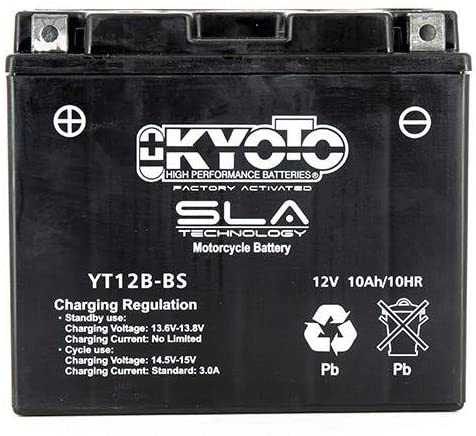 KYOTO
HIGH PERFORMANCE BATTERIES
FACTORY ACTIVATED
SLA
TECHNOLOGY
Motorcycle Battery
YT12B-BS
12V 10Ah/10HR
Charging Regulation
• Standby use:
Charging Voltage: 13.6V-13.8V
Charging Current: No Limited
• Cycle use:
Charging Voltage: 14.5V-15V
Charging Current: Standard: 3.0A
Pb
Pb